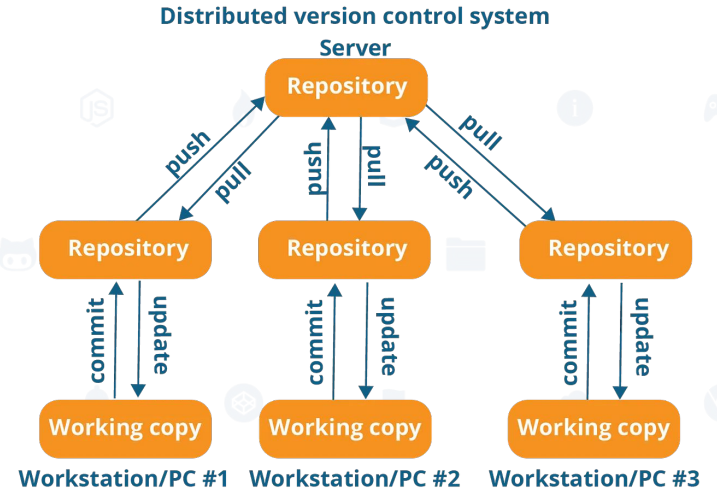 Distributed version control system
Server
Repository
push
pull
push
pull
push
pull
Repository
Repository
Repository
commit
update
commit
update
commit
update
Working copy
Working copy
Working copy
Workstation/PC #1
Workstation/PC #2
Workstation/PC #3